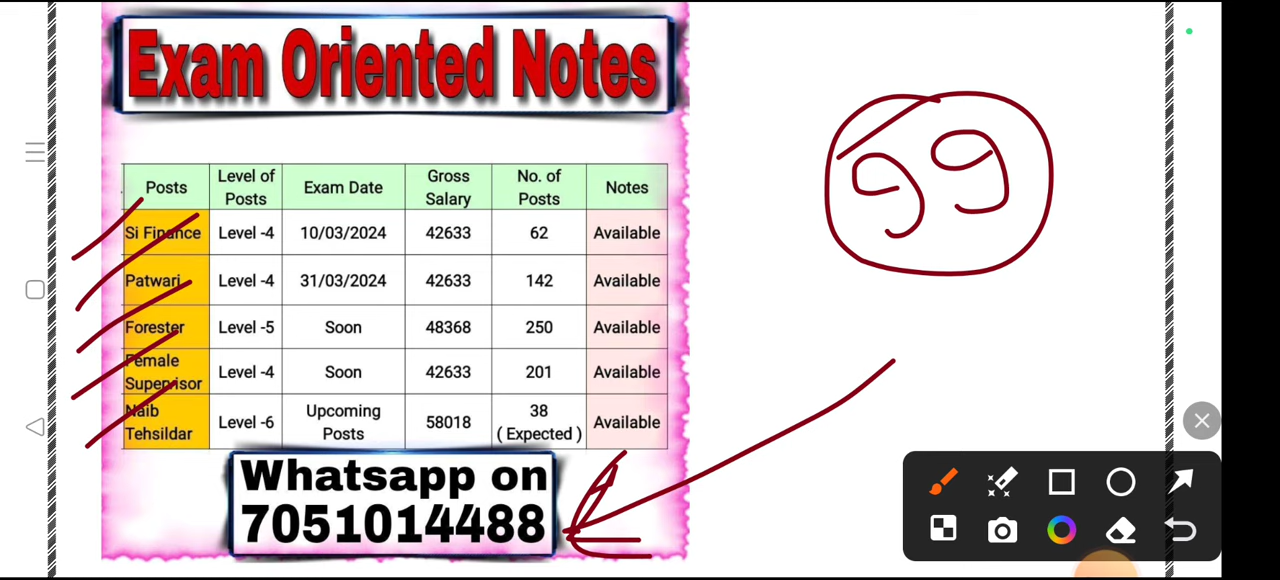 Exam Oriented Notes
Posts Level of Posts Exam Date Gross Salary No. of Posts Notes
Si Finance Level -4 10/03/2024 42633 62 Available
Patwari Level -4 31/03/2024 42633 142 Available
Forester Level -5 Soon 48368 250 Available
Female Supervisor Level -4 Soon 42633 201 Available
Naib Tehsildar Level -6 Upcoming Posts 58018 38 ( Expected ) Available
Whatsapp on
7051014488
99